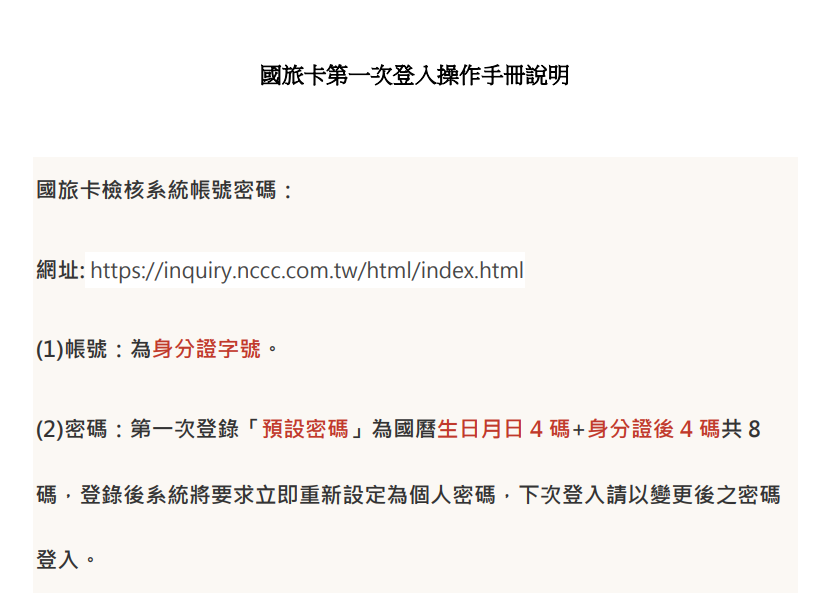 國旅卡第一次登入操作手冊說明
國旅卡檢核系統帳號密碼：
網址: https://inquiry.nccc.com.tw/html/index.html
(1)帳號：為身分證字號。
(2)密碼：第一次登錄「預設密碼」為國曆生日月日 4 碼+身分證後 4 碼共 8
碼，登錄後系統將要求立即重新設定為個人密碼，下次登入請以變更後之密碼
登入。